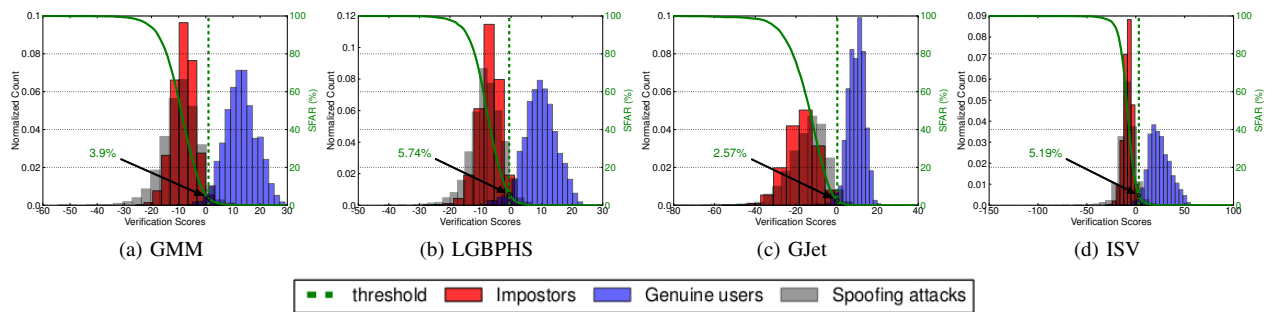 0.1
0.08
0.06
0.04
0.02
0.00
Normalized Count
-60 -50 -40 -30 -20 -10 0 10 20 30
Verification Scores
100
80
60
40
20
0
SFAR (%)
3.9%
(a) GMM
0.12
0.1
0.08
0.06
0.04
0.02
0.00
Normalized Count
-50 -40 -30 -20 -10 0 10 20 30
Verification Scores
100
80
60
40
20
0
SFAR (%)
5.74%
(b) LGBPHS
0.1
0.08
0.06
0.04
0.02
0.00
Normalized Count
-80 -60 -40 -20 0 20 40
Verification Scores
100
80
60
40
20
0
SFAR (%)
2.57%
(c) GJet
0.09
0.08
0.07
0.06
0.05
0.04
0.03
0.02
0.01
0.00
Normalized Count
-150 -100 -50 0 50 100
Verification Scores
100
80
60
40
20
0
SFAR (%)
5.19%
(d) ISV
threshold Impostors Genuine users Spoofing attacks